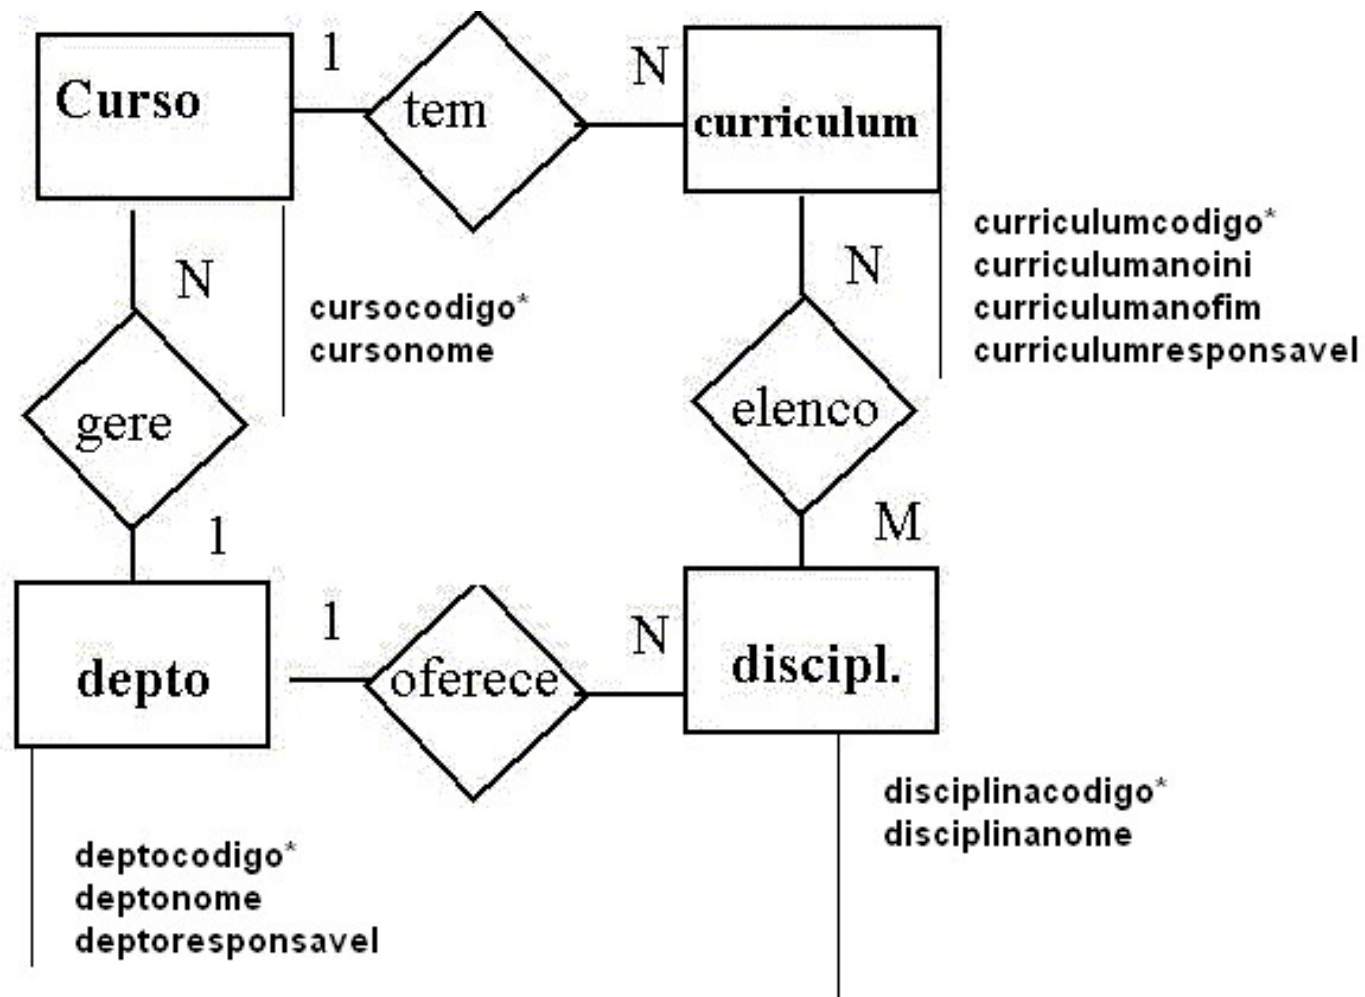 1
N
Curso
tem
curriculum
N
cursocodigo*
cursonome
N
curriculumcodigo*
curriculumanoini
curriculumanofim
curriculumresponsavel
gere
elenco
1
M
1
N
depto
oferece
discipl.
deptocodigo*
deptonome
deptoresponsavel
disciplinacodigo*
disciplinanome